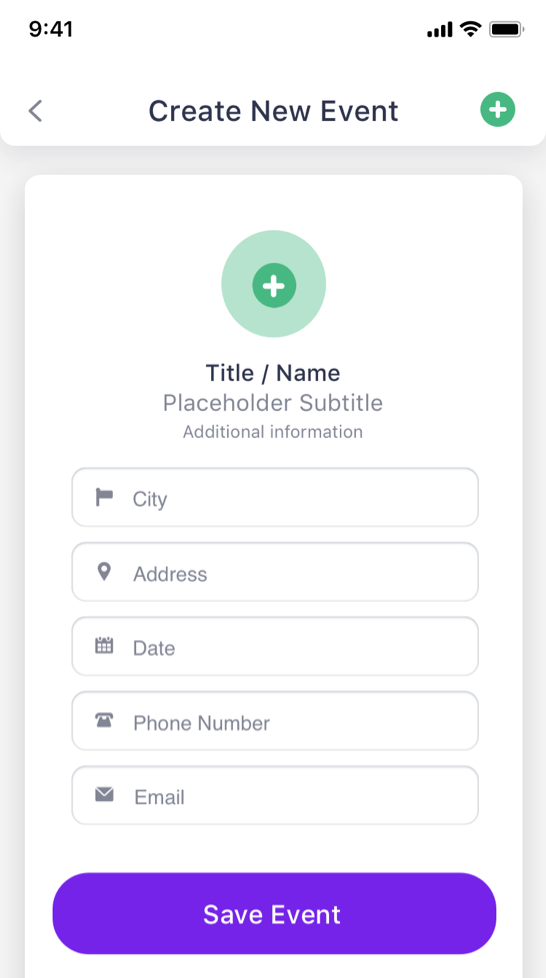 9:41
Create New Event
Title / Name
Placeholder Subtitle
Additional information
City
Address
Date
Phone Number
Email
Save Event